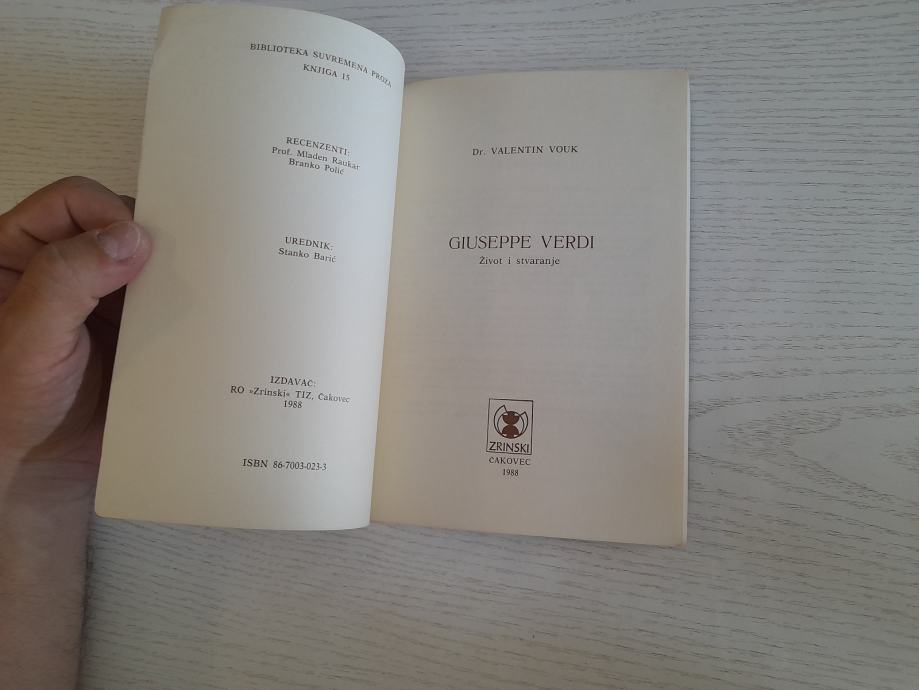 BIBLIOTEKA SUVREMENA PROZA
KNJIGA 15
RECENZENTI:
Prof. Mladen Raukar
Branko Polić
UREDNIK:
Stanko Barić
IZDAVAČ:
RO »Zrinski« TIZ, Čakovec
1988
ISBN 86-7003-023-3
Dr. VALENTIN VOUK
GIUSEPPE VERDI
Život i stvaranje
ZRINSKI
ČAKOVEC
1988